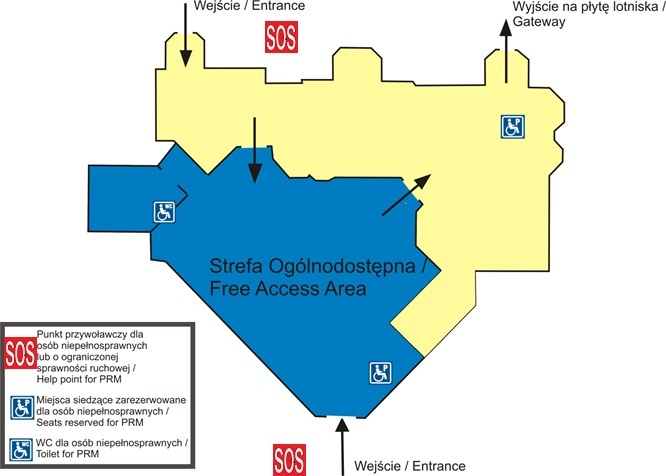 Wejście / Entrance
Wyjście na płytę lotniska /
Gateway
SOS
P
WC
Strefa Ogólnodostępna /
Free Access Area
P
SOS
Punkt przywoławczy dla
osób niepełnosprawnych
lub o ograniczonej
sprawności ruchowej /
Help point for PRM
P
Miejsca siedzące zarezerwowane
dla osób niepełnosprawnych /
Seats reserved for PRM
WC
WC dla osób niepełnosprawnych /
Toilet for PRM
SOS
Wejście / Entrance